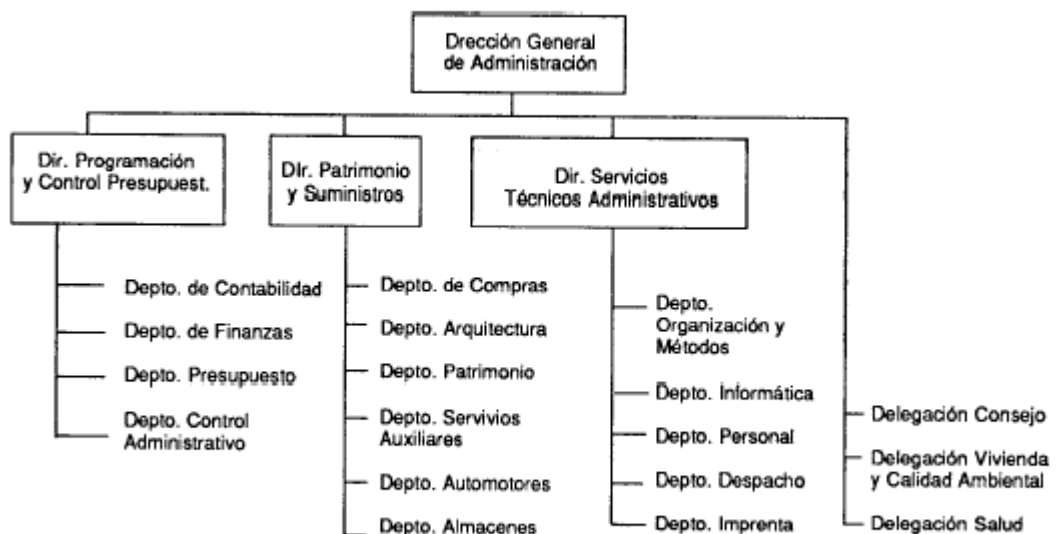 Drección General
de Administración
Dir. Programación
y Control Presupuest.
DIr. Patrimonio
y Suministros
Dir. Servicios
Técnicos Administrativos
Depto. de Contabilidad
Depto. de Finanzas
Depto. Presupuesto
Depto. Control
Administrativo
Depto. de Compras
Depto. Arquitectura
Depto. Patrimonio
Depto. Servivios
Auxiliares
Depto. Automotores
Depto. Almacenes
Depto.
Organización y
Métodos
Depto. Informática
Depto. Personal
Depto. Despacho
Depto. Imprenta
Delegación Consejo
Delegación Vivienda
y Calidad Ambiental
Delegación Salud